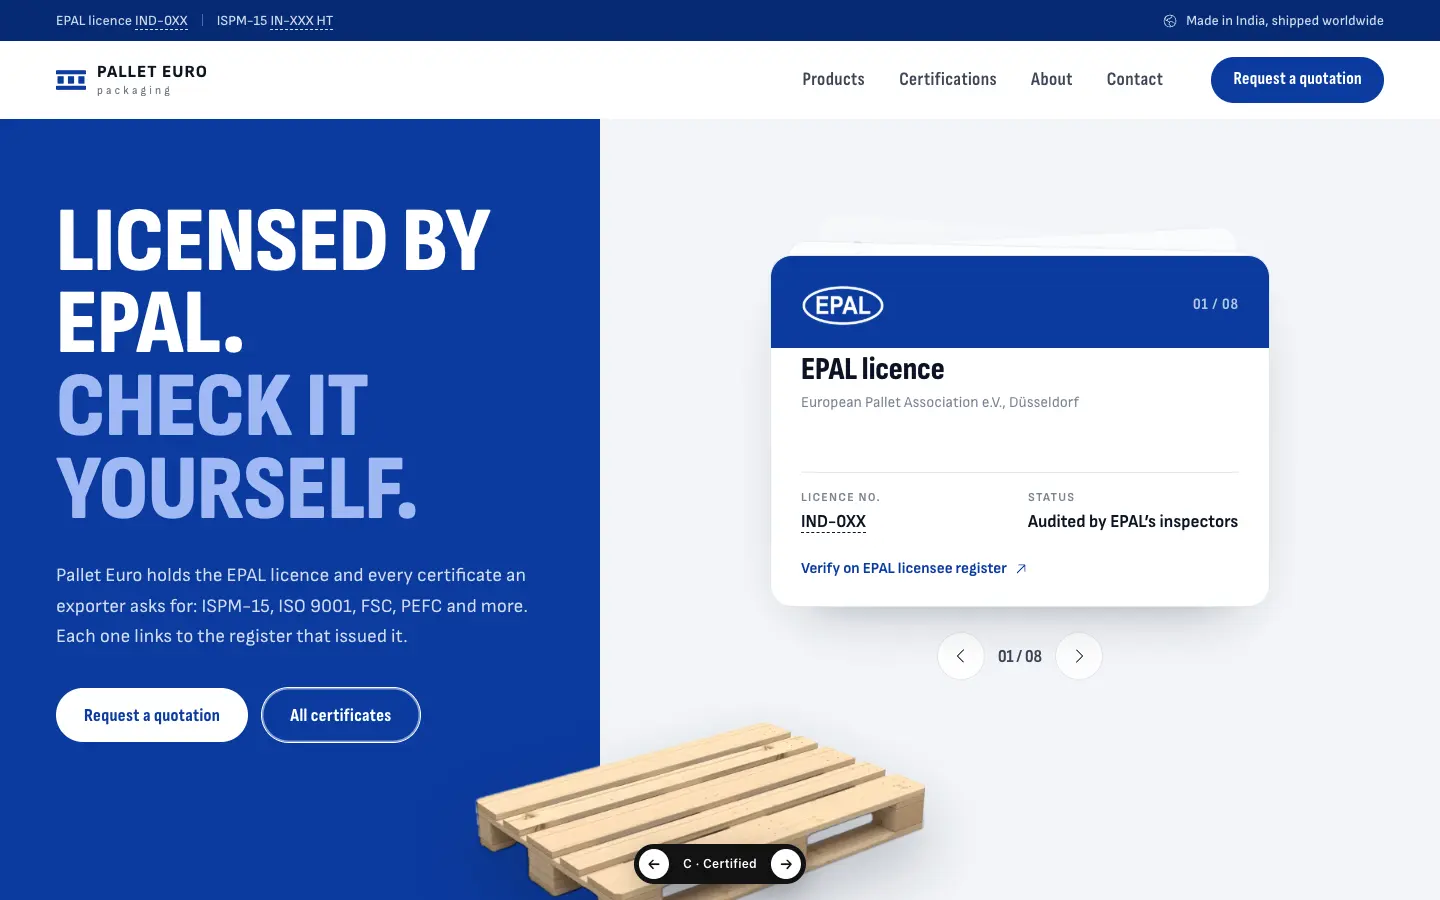 EPAL licence IND-0XX
ISPM-15 IN-XXX HT
Made in India, shipped worldwide
PALLET EURO
packaging
Products
Certifications
About
Contact
Request a quotation
LICENSED BY
EPAL.
CHECK IT
YOURSELF.
Pallet Euro holds the EPAL licence and every certificate an
exporter asks for: ISPM-15, ISO 9001, FSC, PEFC and more.
Each one links to the register that issued it.
Request a quotation
All certificates
EPAL
01 / 08
EPAL licence
European Pallet Association e.V., Düsseldorf
LICENCE NO.
IND-0XX
STATUS
Audited by EPAL’s inspectors
Verify on EPAL licensee register
01 / 08
C · Certified